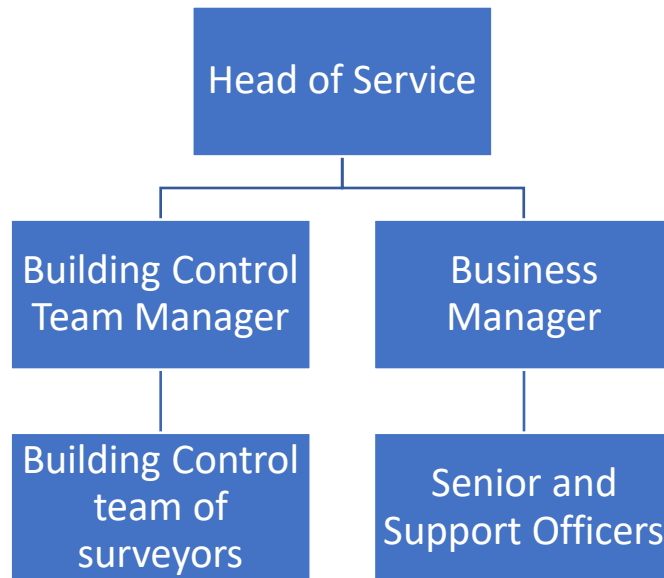 Head of Service
Building Control
Team Manager
Business
Manager
Building Control
team of
surveyors
Senior and
Support Officers